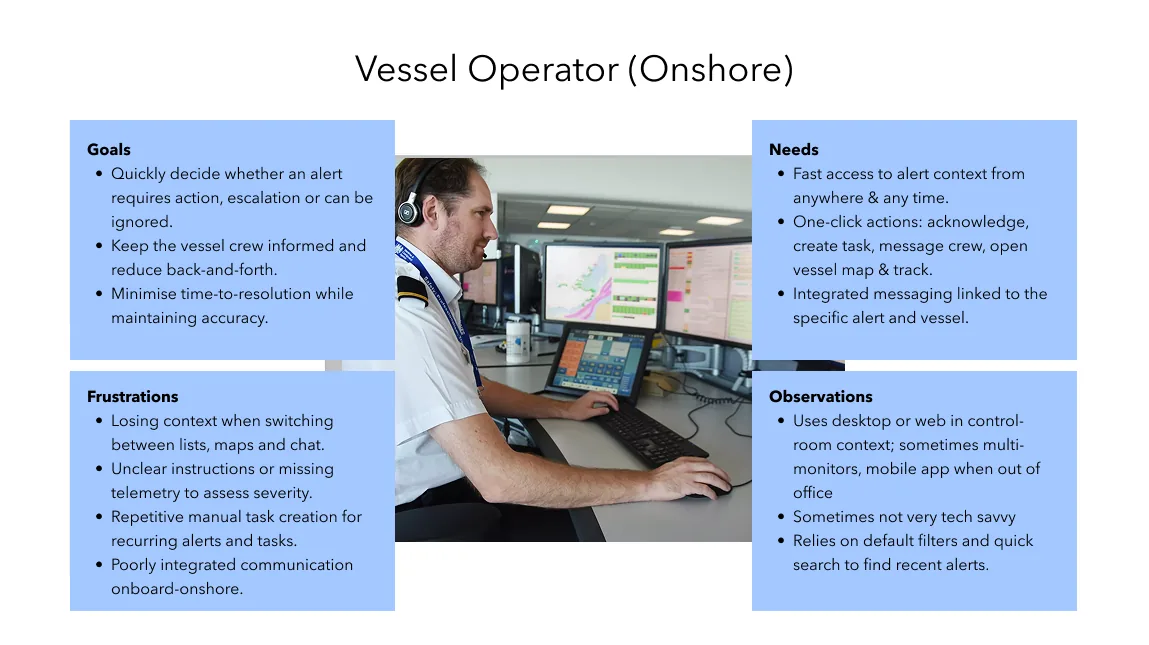 Vessel Operator (Onshore)
Goals
• Quickly decide whether an alert
requires action, escalation or can be
ignored.
• Keep the vessel crew informed and
reduce back-and-forth.
• Minimise time-to-resolution while
maintaining accuracy.
Needs
• Fast access to alert context from
anywhere & any time.
• One-click actions: acknowledge,
create task, message crew, open
vessel map & track.
• Integrated messaging linked to the
specific alert and vessel.
Frustrations
• Losing context when switching
between lists, maps and chat.
• Unclear instructions or missing
telemetry to assess severity.
• Repetitive manual task creation for
recurring alerts and tasks.
• Poorly integrated communication
onboard-onshore.
Observations
• Uses desktop or web in control-
room context; sometimes multi-
monitors, mobile app when out of
office
• Sometimes not very tech savvy
• Relies on default filters and quick
search to find recent alerts.